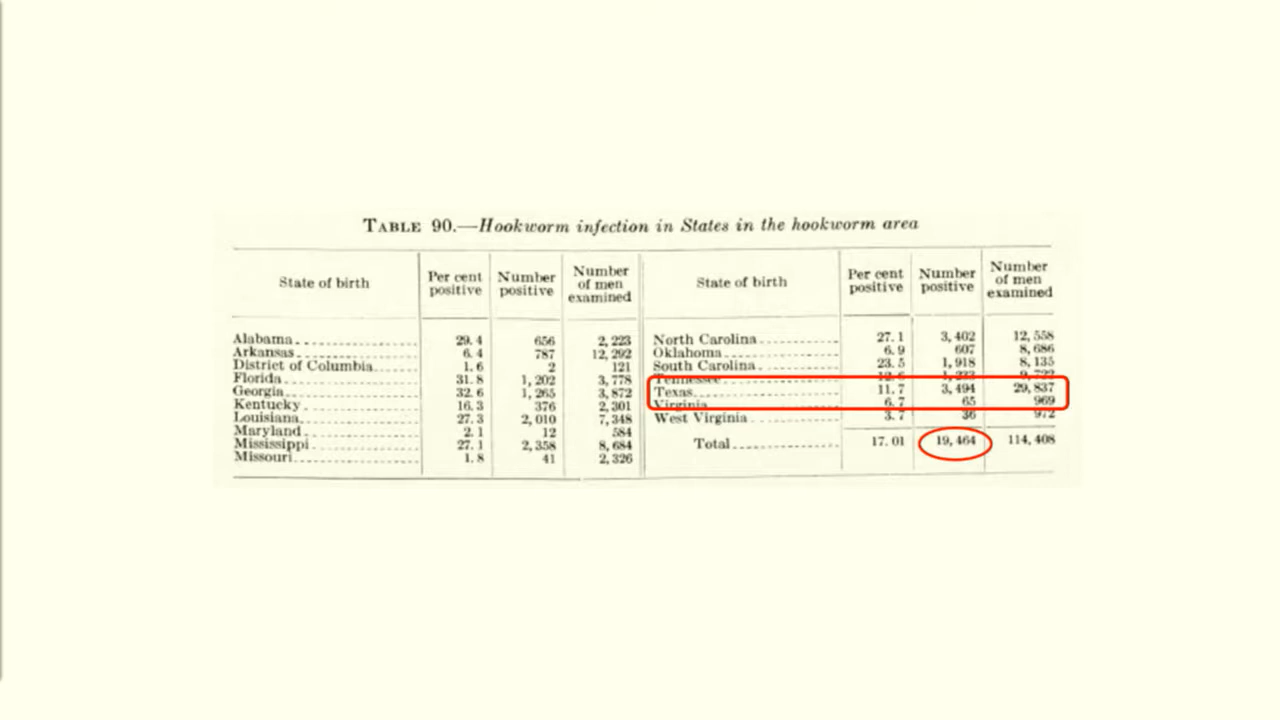 TABLE 90.—Hookworm infection in States in the hookworm area
State of birth Per cent positive Number positive Number of men examined State of birth Per cent positive Number positive Number of men examined
Alabama 29.4 656 2,223 North Carolina 27.1 3,402 12,558
Arkansas 6.4 787 12,292 Oklahoma 6.9 607 8,686
District of Columbia 1.6 2 121 South Carolina 23.5 1,918 8,135
Florida 31.8 1,202 3,778 Tennessee
Georgia 32.6 1,265 3,872 Texas 11.7 3,494 29,837
Kentucky 16.3 376 2,301 Virginia 6.7 65 969
Louisiana 27.3 2,010 7,348 West Virginia 3.7 36 972
Maryland 2.1 12 584
Mississippi 27.1 2,358 8,684 Total 17.01 19,464 114,408
Missouri 1.8 41 2,326